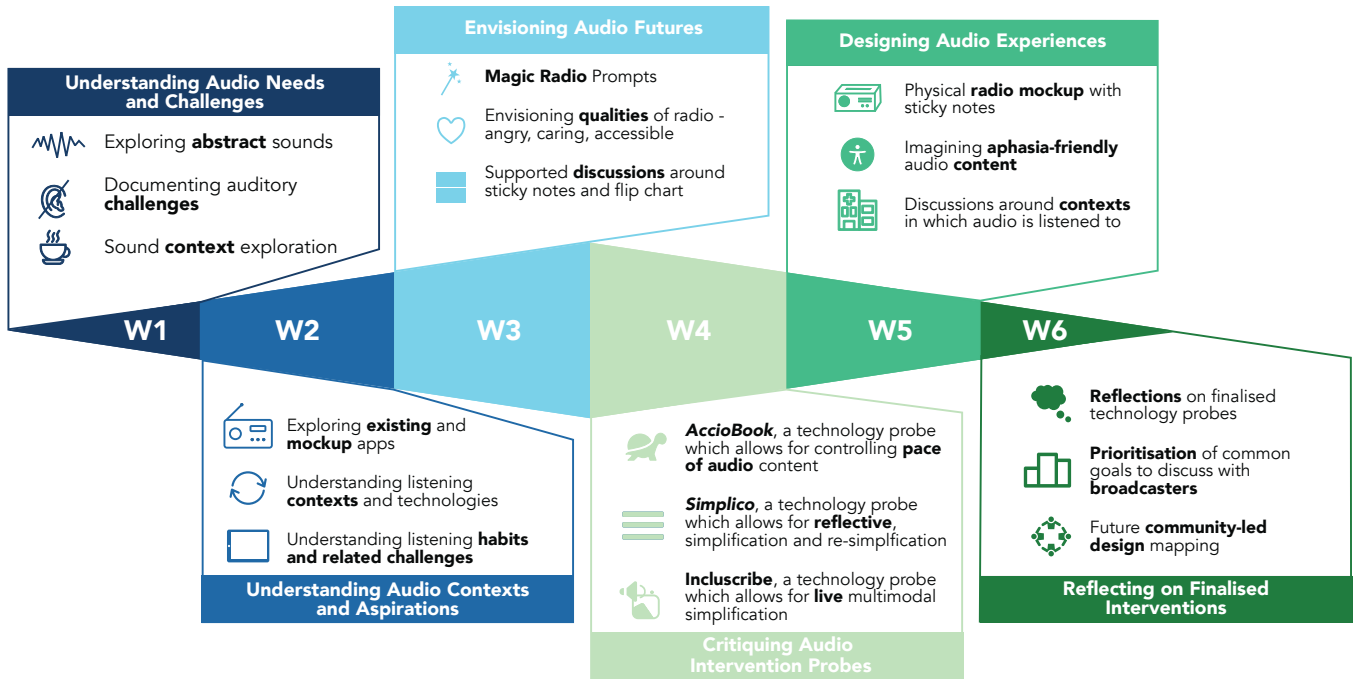 Understanding Audio Needs
and Challenges
Exploring abstract sounds
Documenting auditory
challenges
Sound context exploration
Envisioning Audio Futures
Magic Radio Prompts
Envisioning qualities of radio -
angry, caring, accessible
Supported discussions around
sticky notes and flip chart
Designing Audio Experiences
Physical radio mockup with
sticky notes
Imagining aphasia-friendly
audio content
Discussions around contexts
in which audio is listened to
W1
W2
W3
W4
W5
W6
Exploring existing and
mockup apps
Understanding listening
contexts and technologies
Understanding listening habits
and related challenges
Understanding Audio Contexts
and Aspirations
AccioBook, a technology probe
which allows for controlling pace
of audio content
Simplico, a technology probe
which allows for reflective,
simplification and re-simplfication
Incluscribe, a technology probe
which allows for live multimodal
simplification
Critiquing Audio
Intervention Probes
Reflections on finalised
technology probes
Prioritisation of common
goals to discuss with
broadcasters
Future community-led
design mapping
Reflecting on Finalised
Interventions